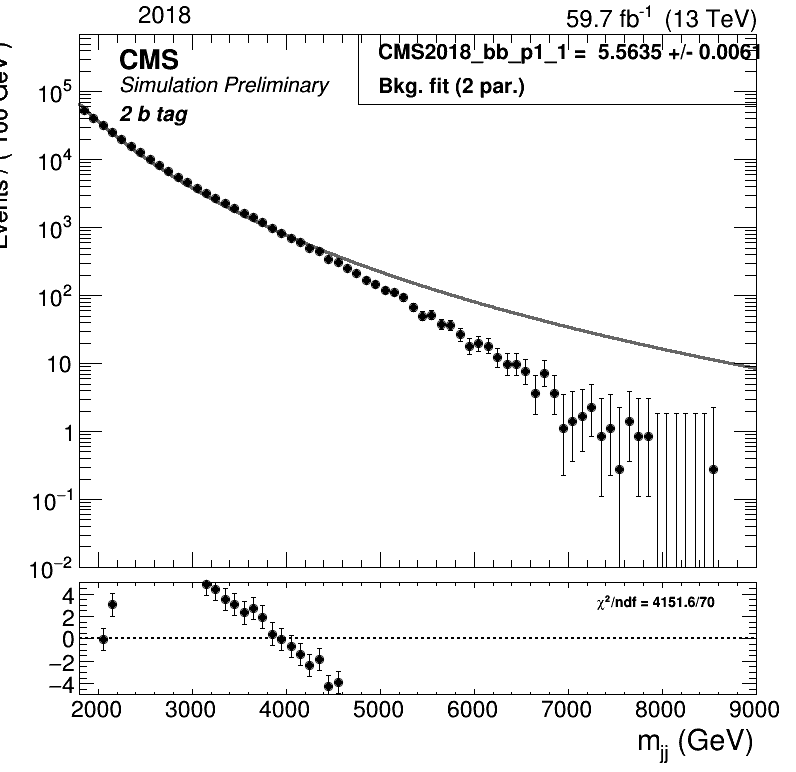 2018
59.7 fb⁻¹ (13 TeV)
CMS
Simulation Preliminary
2 b tag
CMS2018_bb_p1_1 = 5.5635 +/- 0.0061
Bkg. fit (2 par.)
Events / ( 100 GeV )
10⁵
10⁴
10³
10²
10
1
10⁻¹
10⁻²
χ²/ndf = 4151.6/70
4
2
0
−2
−4
2000 3000 4000 5000 6000 7000 8000 9000
m_jj (GeV)